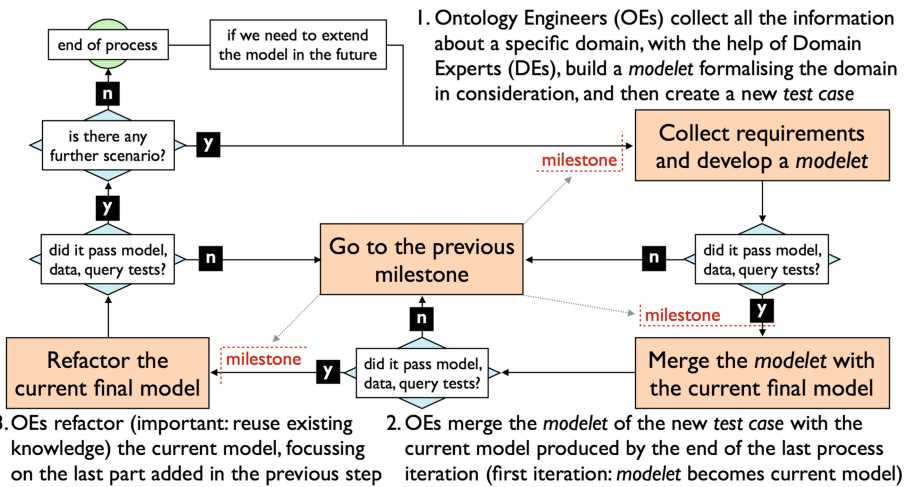 end of process
if we need to extend
the model in the future
1. Ontology Engineers (OEs) collect all the information
about a specific domain, with the help of Domain
Experts (DEs), build a modelet formalising the domain
in consideration, and then create a new test case
n
is there any
further scenario?
y
milestone
Collect requirements
and develop a modelet
y
did it pass model,
data, query tests?
n
Go to the previous
milestone
n
did it pass model,
data, query tests?
n
milestone
y
Refactor the
current final model
milestone
y
did it pass model,
data, query tests?
Merge the modelet with
the current final model
3. OEs refactor (important: reuse existing
knowledge) the current model, focussing
on the last part added in the previous step
2. OEs merge the modelet of the new test case with the
current model produced by the end of the last process
iteration (first iteration: modelet becomes current model)